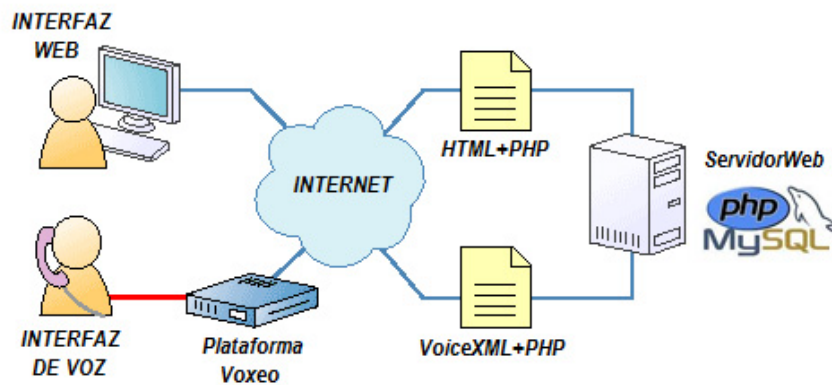 INTERFAZ
WEB
INTERNET
HTML+PHP
ServidorWeb
php
MySQL
INTERFAZ
DE VOZ
Plataforma
Voxeo
VoiceXML+PHP